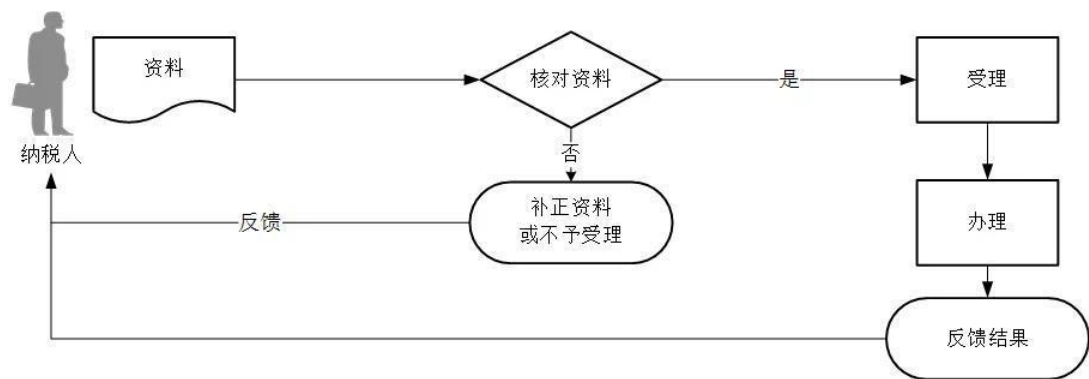 资料
核对资料
是
受理
纳税人
否
补正资料
或不予受理
反馈
办理
反馈结果